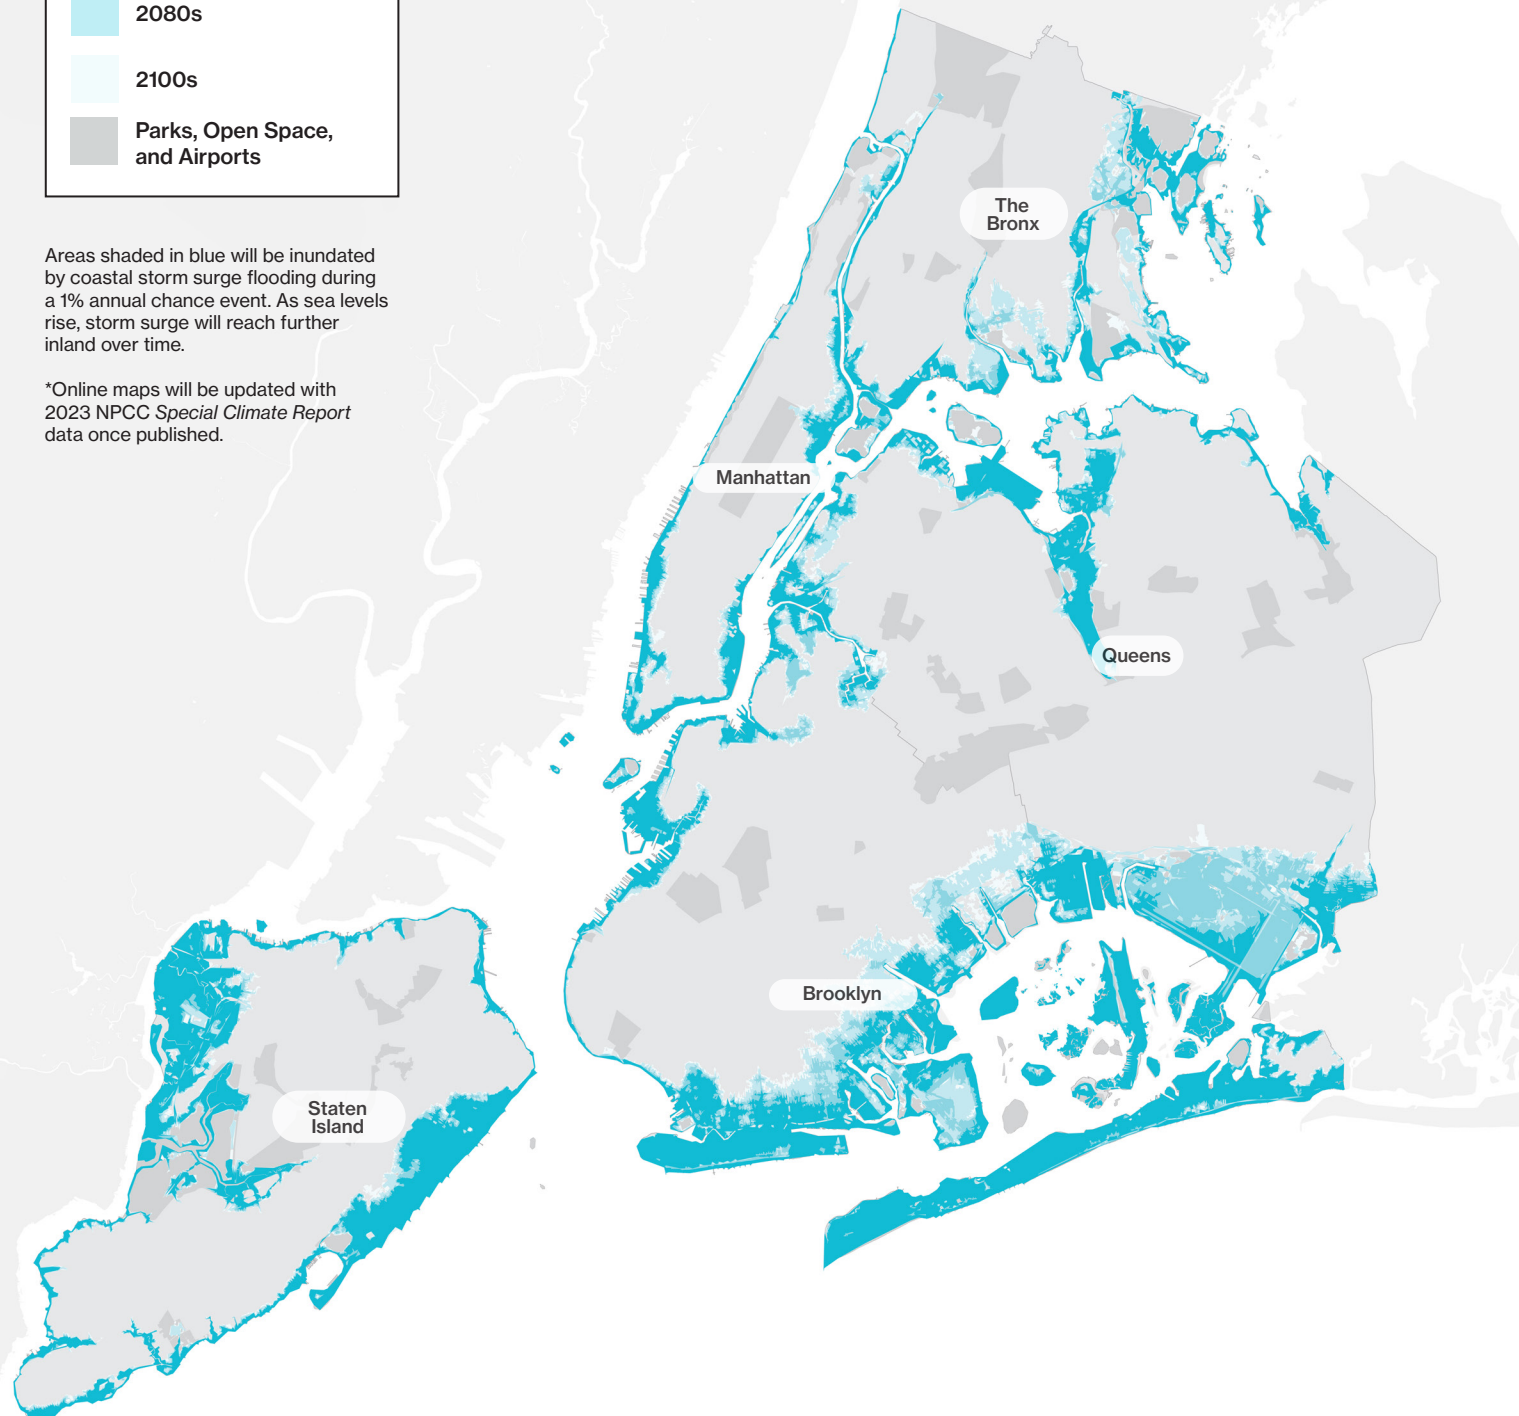 2080s
2100s
Parks, Open Space,
and Airports
Areas shaded in blue will be inundated
by coastal storm surge flooding during
a 1% annual chance event. As sea levels
rise, storm surge will reach further
inland over time.
*Online maps will be updated with
2023 NPCC Special Climate Report
data once published.
The
Bronx
Manhattan
Queens
Brooklyn
Staten
Island